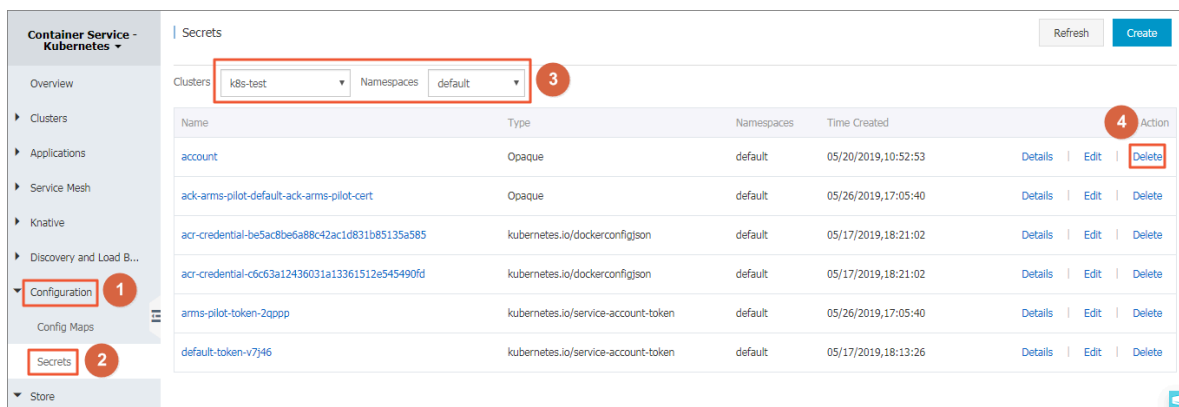 Container Service -
Kubernetes
Secrets
Refresh
Create
Overview
Clusters
k8s-test
Namespaces
default
3
Clusters
Name
Type
Namespaces
Time Created
4
Action
Applications
account
Opaque
default
05/20/2019,10:52:53
Details
Edit
Delete
Service Mesh
ack-arms-pilot-default-ack-arms-pilot-cert
Opaque
default
05/26/2019,17:05:40
Details
Edit
Delete
Knative
acr-credential-be5ac8be6a88c42ac1d831b85135a585
kubernetes.io/dockerconfigjson
default
05/17/2019,18:21:02
Details
Edit
Delete
Discovery and Load B...
acr-credential-c6c63a12436031a13361512e545490fd
kubernetes.io/dockerconfigjson
default
05/17/2019,18:21:02
Details
Edit
Delete
Configuration
1
Config Maps
arms-pilot-token-2qppp
kubernetes.io/service-account-token
default
05/26/2019,17:05:40
Details
Edit
Delete
Secrets
2
default-token-v7j46
kubernetes.io/service-account-token
default
05/17/2019,18:13:26
Details
Edit
Delete
Store